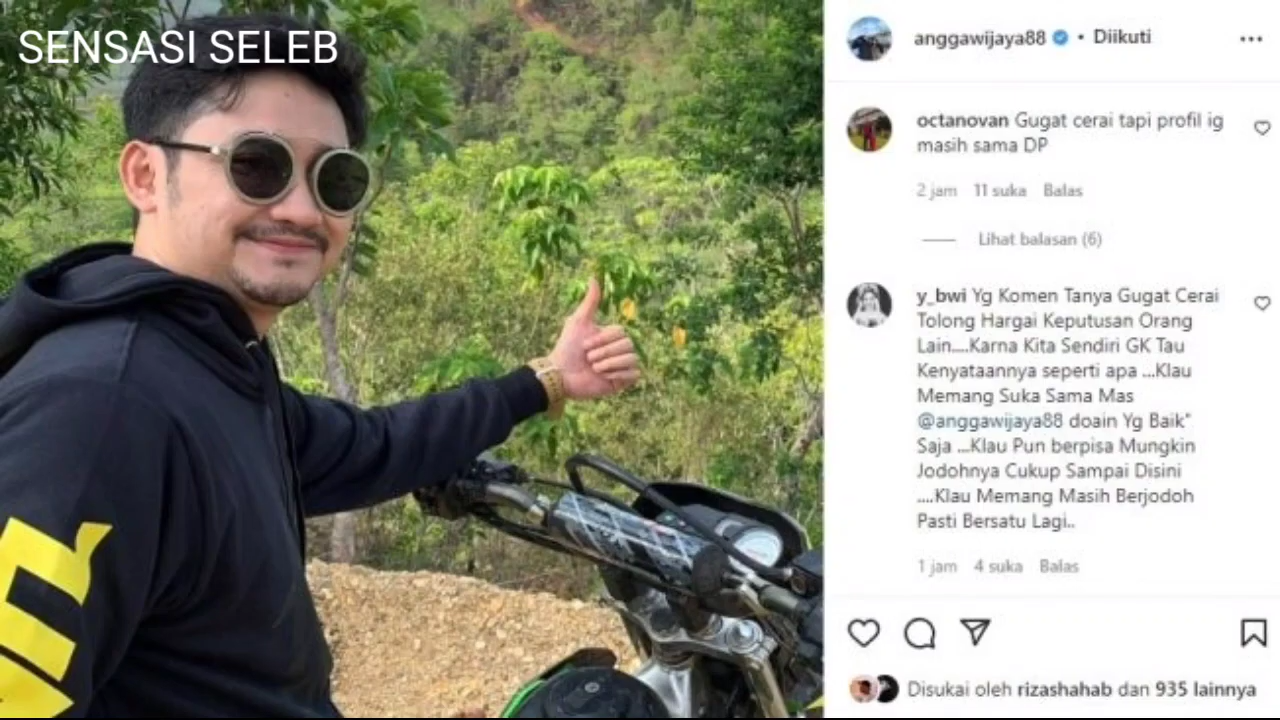 SENSASI SELEB
anggawijaya88 • Diikuti
octanovan Gugat cerai tapi profil ig
masih sama DP
2 jam 11 suka Balas
Lihat balasan (6)
y_bwi Yg Komen Tanya Gugat Cerai
Tolong Hargai Keputusan Orang
Lain....Karna Kita Sendiri GK Tau
Kenyataannya seperti apa ...Klau
Memang Suka Sama Mas
@anggawijaya88 doain Yg Baik"
Saja ...Klau Pun berpisa Mungkin
Jodohnya Cukup Sampai Disini
....Klau Memang Masih Berjodoh
Pasti Bersatu Lagi..
1 jam 4 suka Balas
Disukai oleh rizashahab dan 935 lainnya